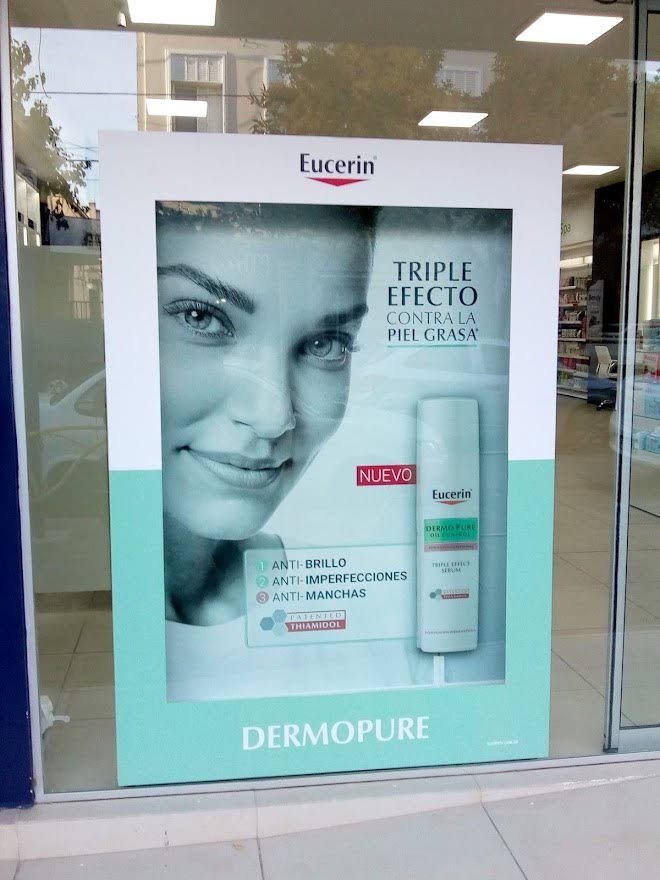 Eucerin®
TRIPLE
EFECTO
CONTRA LA
PIEL GRASA*
NUEVO
Eucerin®
DERMOPURE
OIL CONTROL
TRIPLE EFFECT
SERUM
1 ANTI-BRILLO
2 ANTI-IMPERFECCIONES
3 ANTI-MANCHAS
PATENTED
THIAMIDOL
DERMOPURE